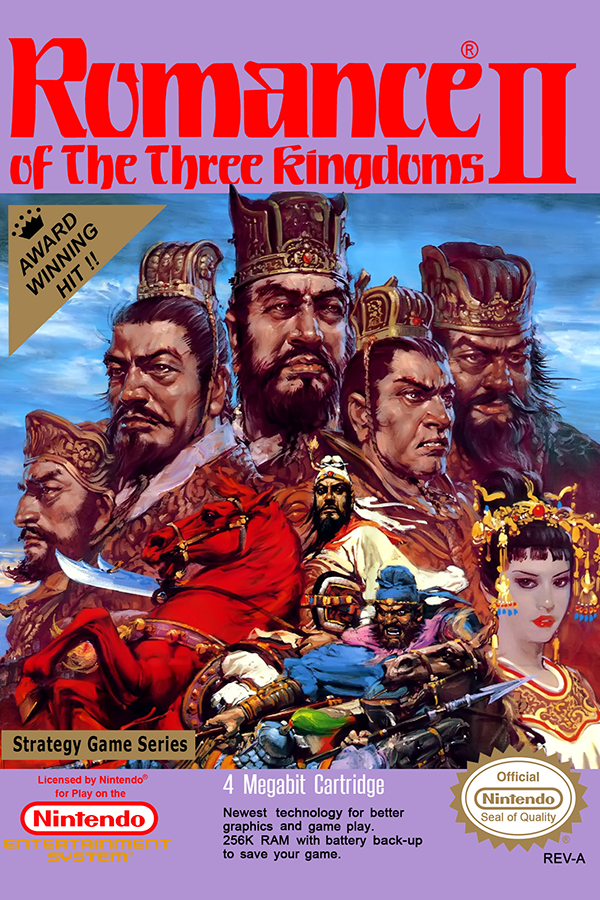 Romance® II
of The Three Kingdoms
AWARD
WINNING
HIT !!
Strategy Game Series
Licensed by Nintendo®
for Play on the
Nintendo
ENTERTAINMENT
SYSTEM®
4 Megabit Cartridge
Newest technology for better
graphics and game play.
256K RAM with battery back-up
to save your game.
Official
Nintendo
Seal of Quality
REV-A